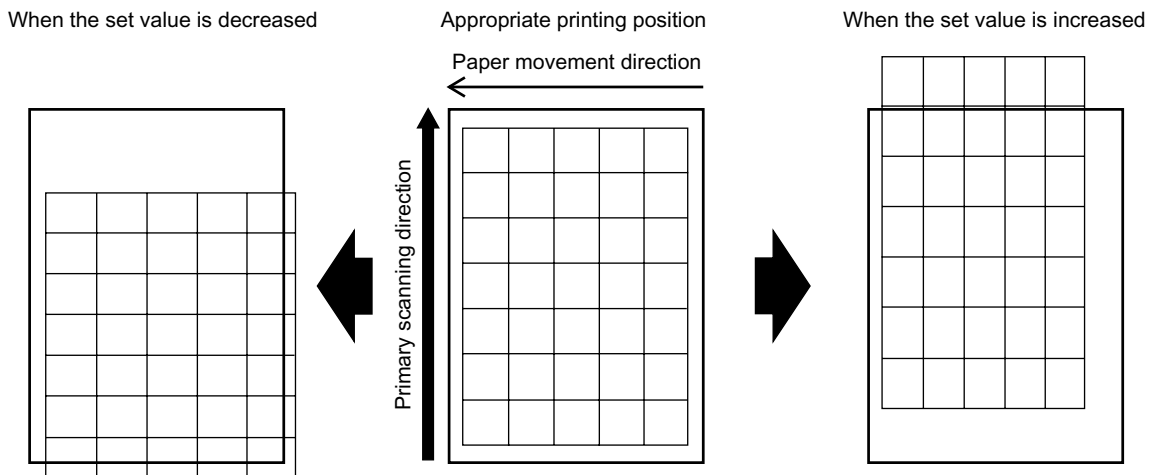 When the set value is decreased
Appropriate printing position
When the set value is increased
Paper movement direction
Primary scanning direction